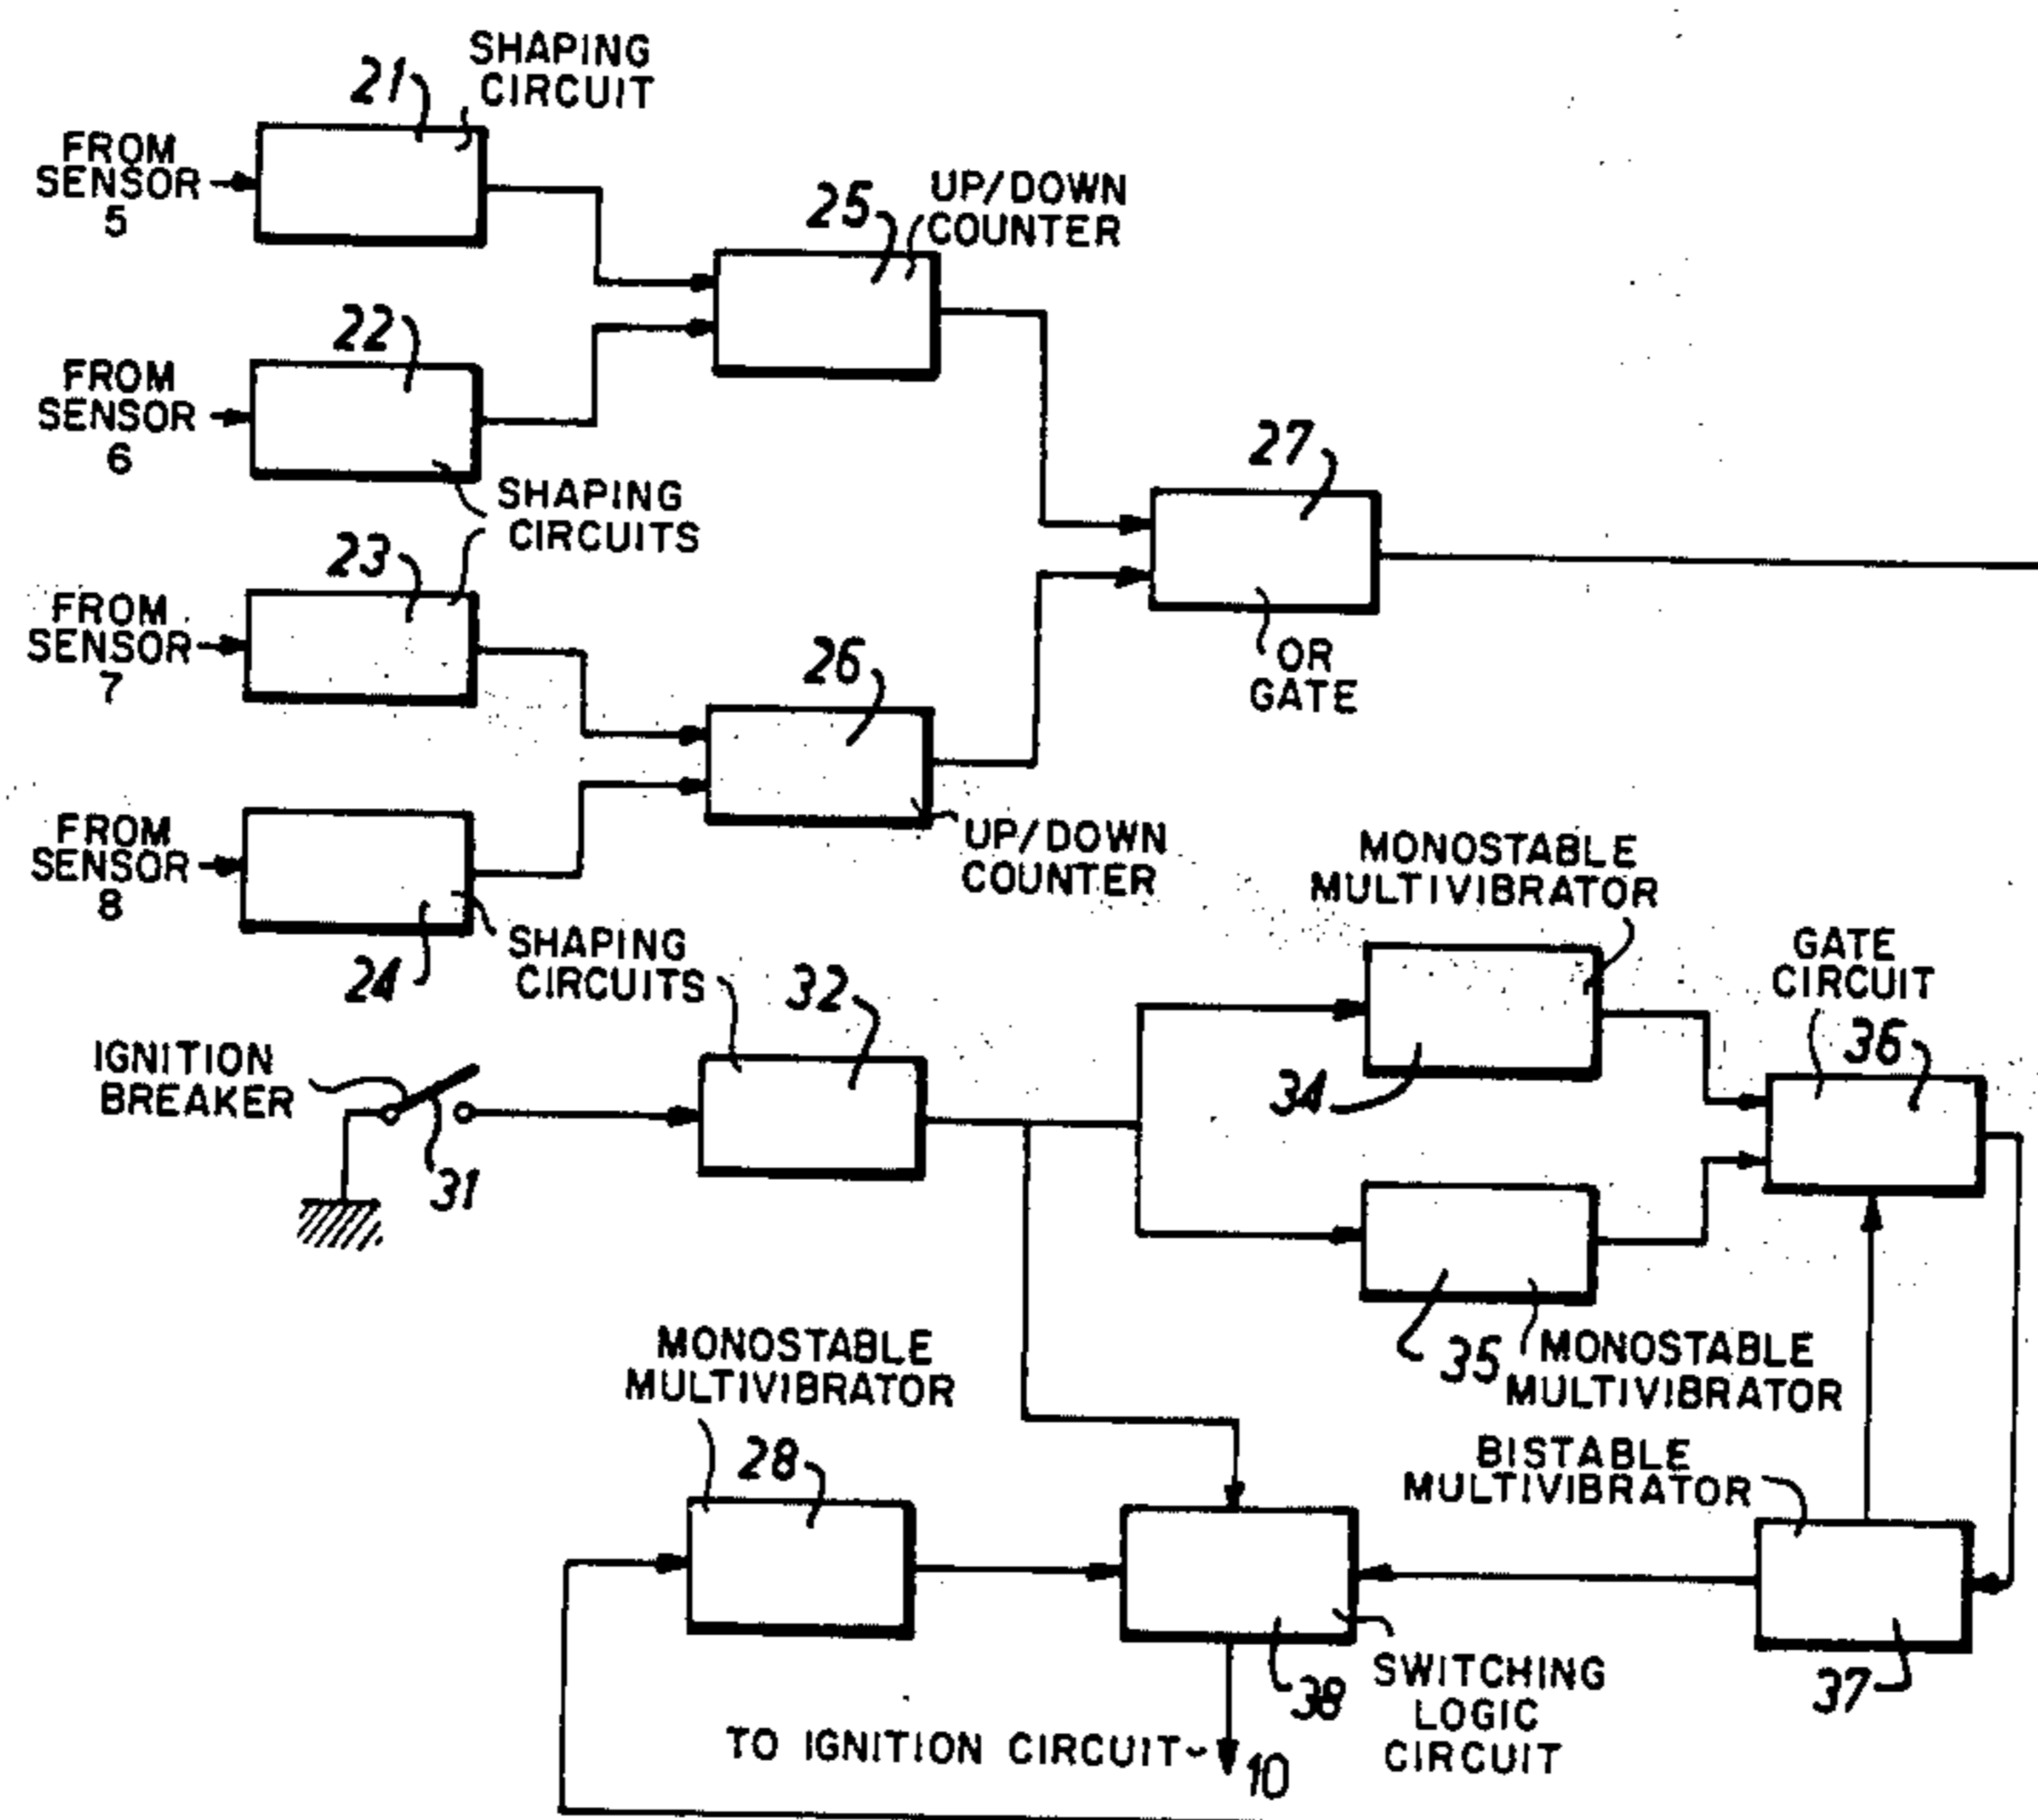 SHAPING
CIRCUIT
21
FROM
SENSOR
5
UP/DOWN
COUNTER
25
22
FROM
SENSOR
6
SHAPING
CIRCUITS
27
OR
GATE
23
FROM
SENSOR
7
26
UP/DOWN
COUNTER
FROM
SENSOR
8
24
SHAPING
CIRCUITS
32
MONOSTABLE
MULTIVIBRATOR
34
GATE
CIRCUIT
36
IGNITION
BREAKER
31
35
MONOSTABLE
MULTIVIBRATOR
MONOSTABLE
MULTIVIBRATOR
28
BISTABLE
MULTIVIBRATOR
37
38
SWITCHING
LOGIC
CIRCUIT
TO IGNITION CIRCUIT
10